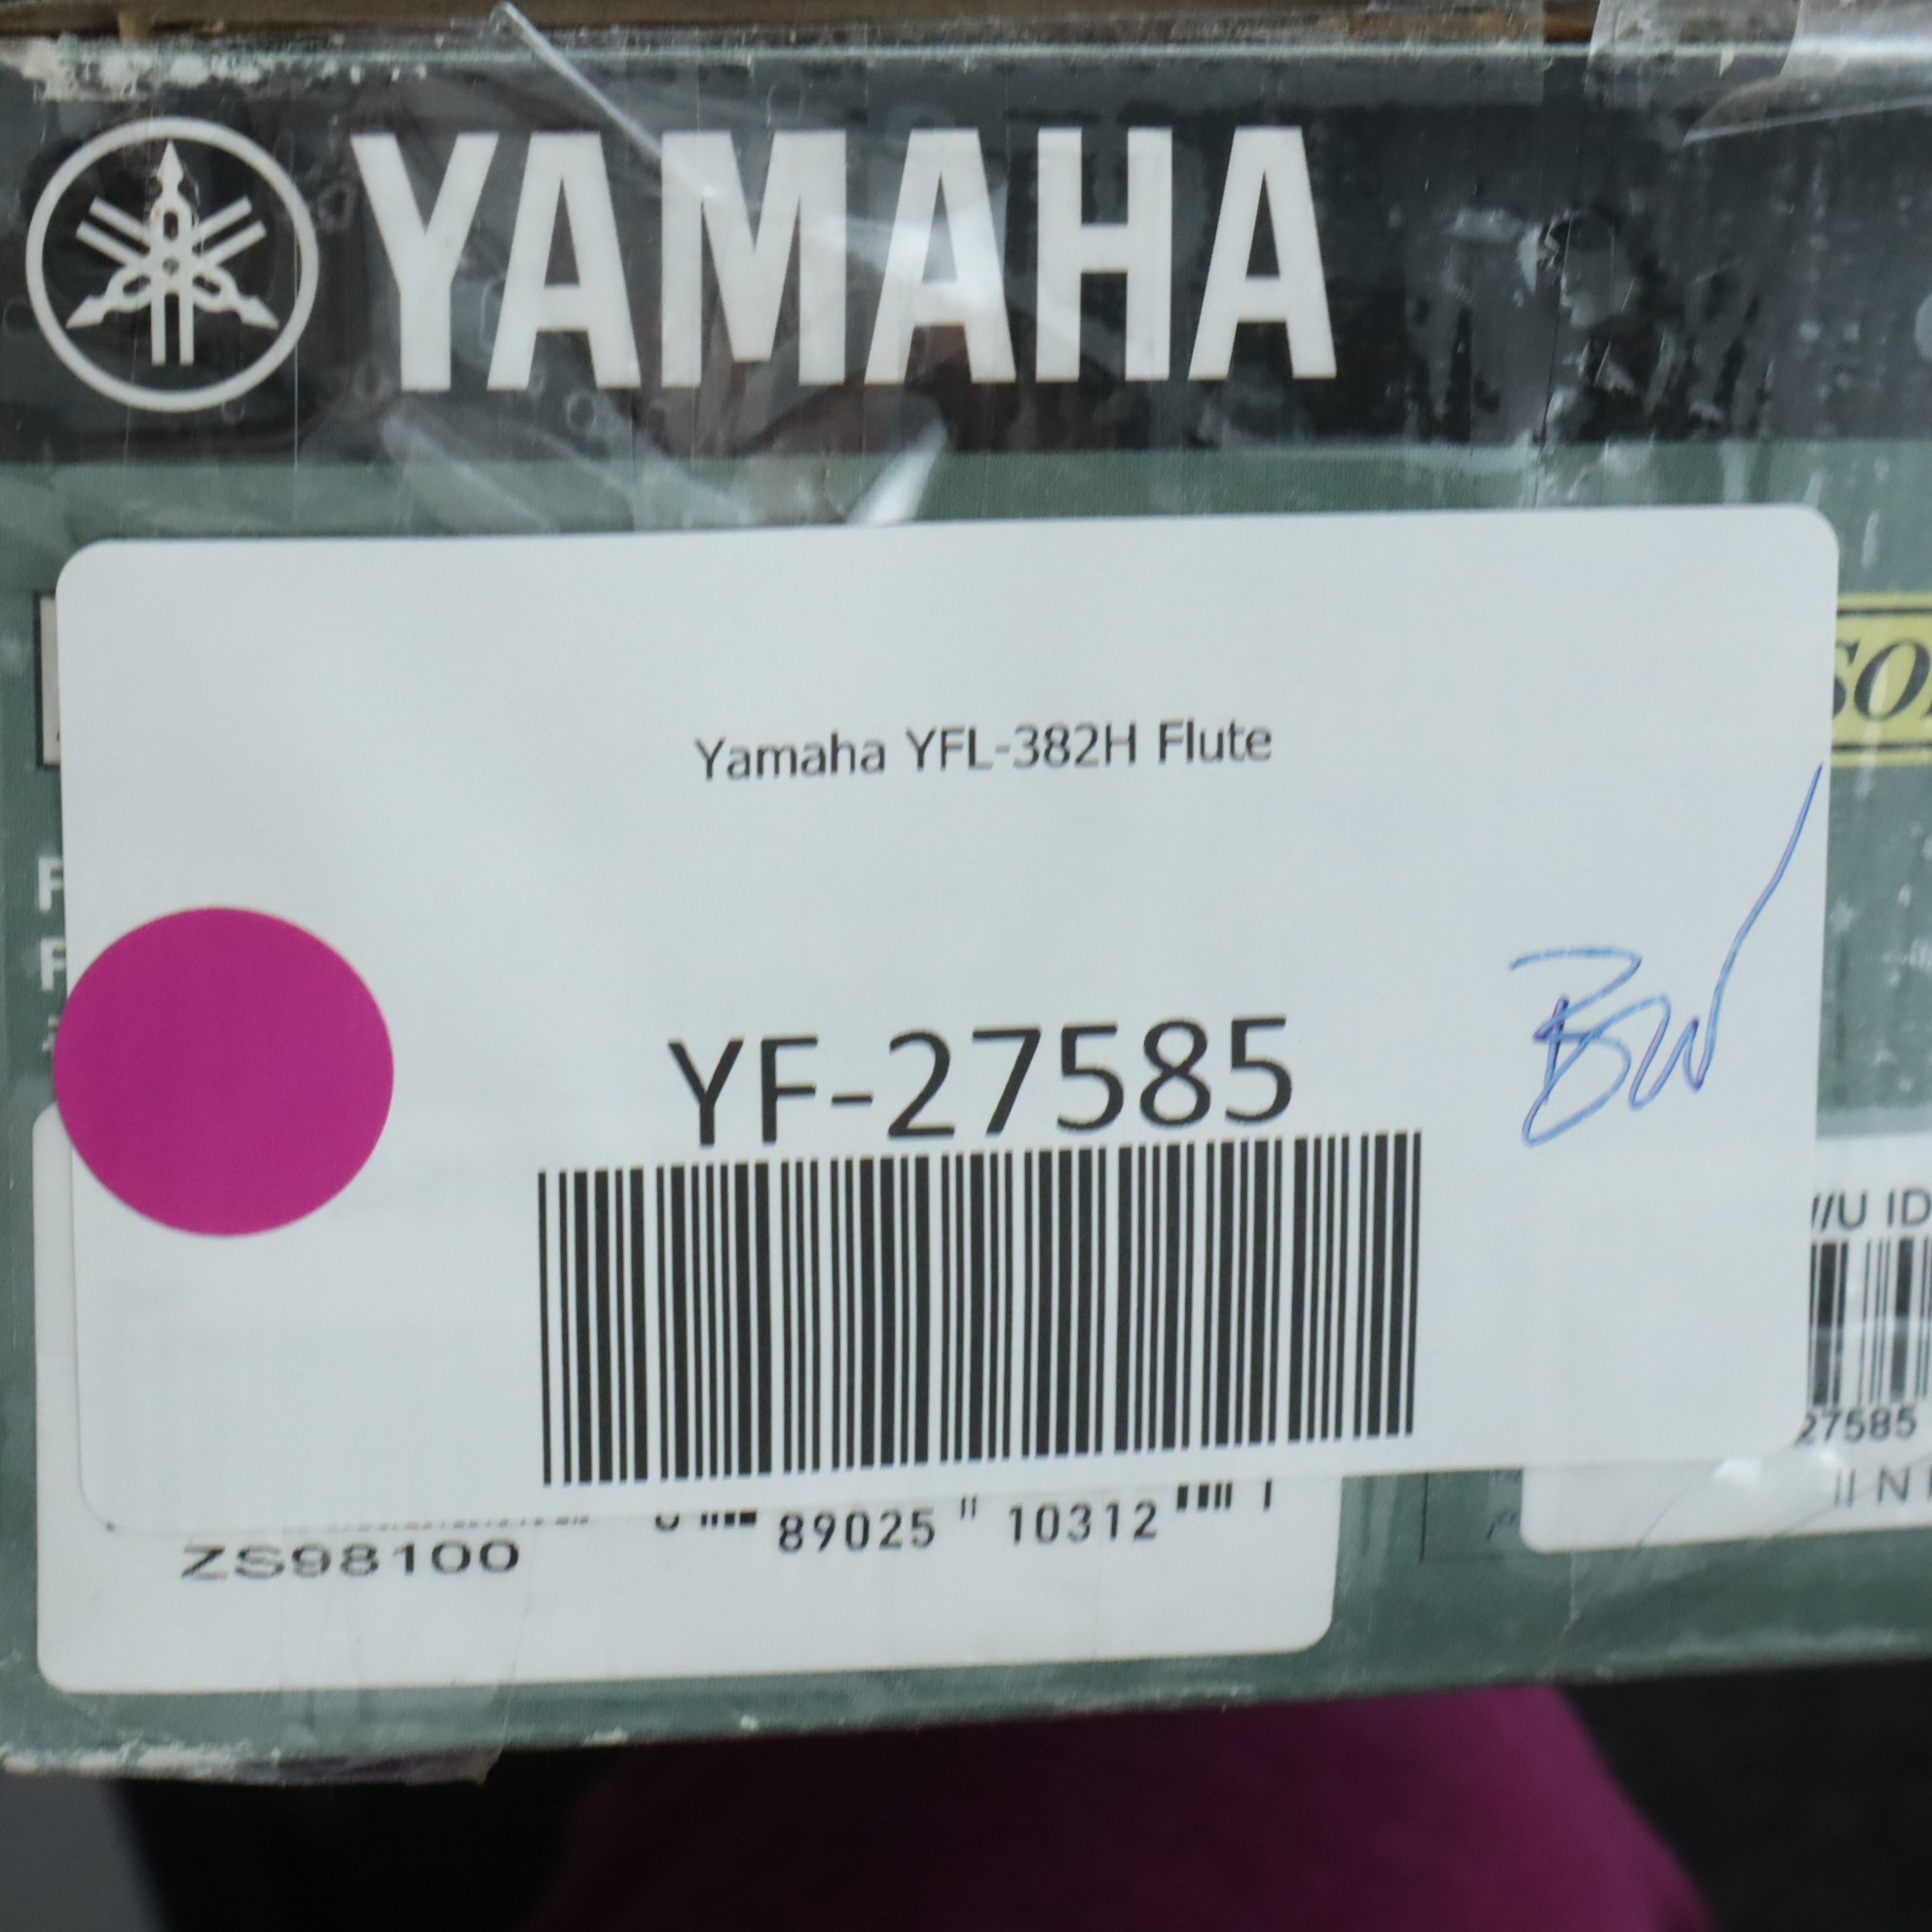 YAMAHA
Yamaha YFL-382H Flute
YF-27585
BW
ZS98100
89025 10312
27585